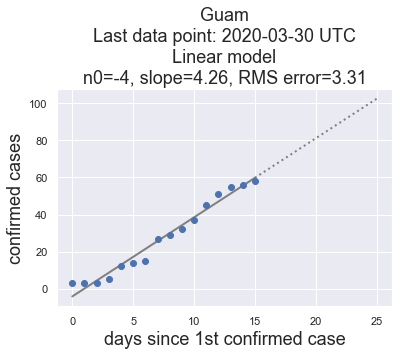 Guam
Last data point: 2020-03-30 UTC
Linear model
n0=-4, slope=4.26, RMS error=3.31
100
80
60
40
20
0
confirmed cases
0 5 10 15 20 25
days since 1st confirmed case